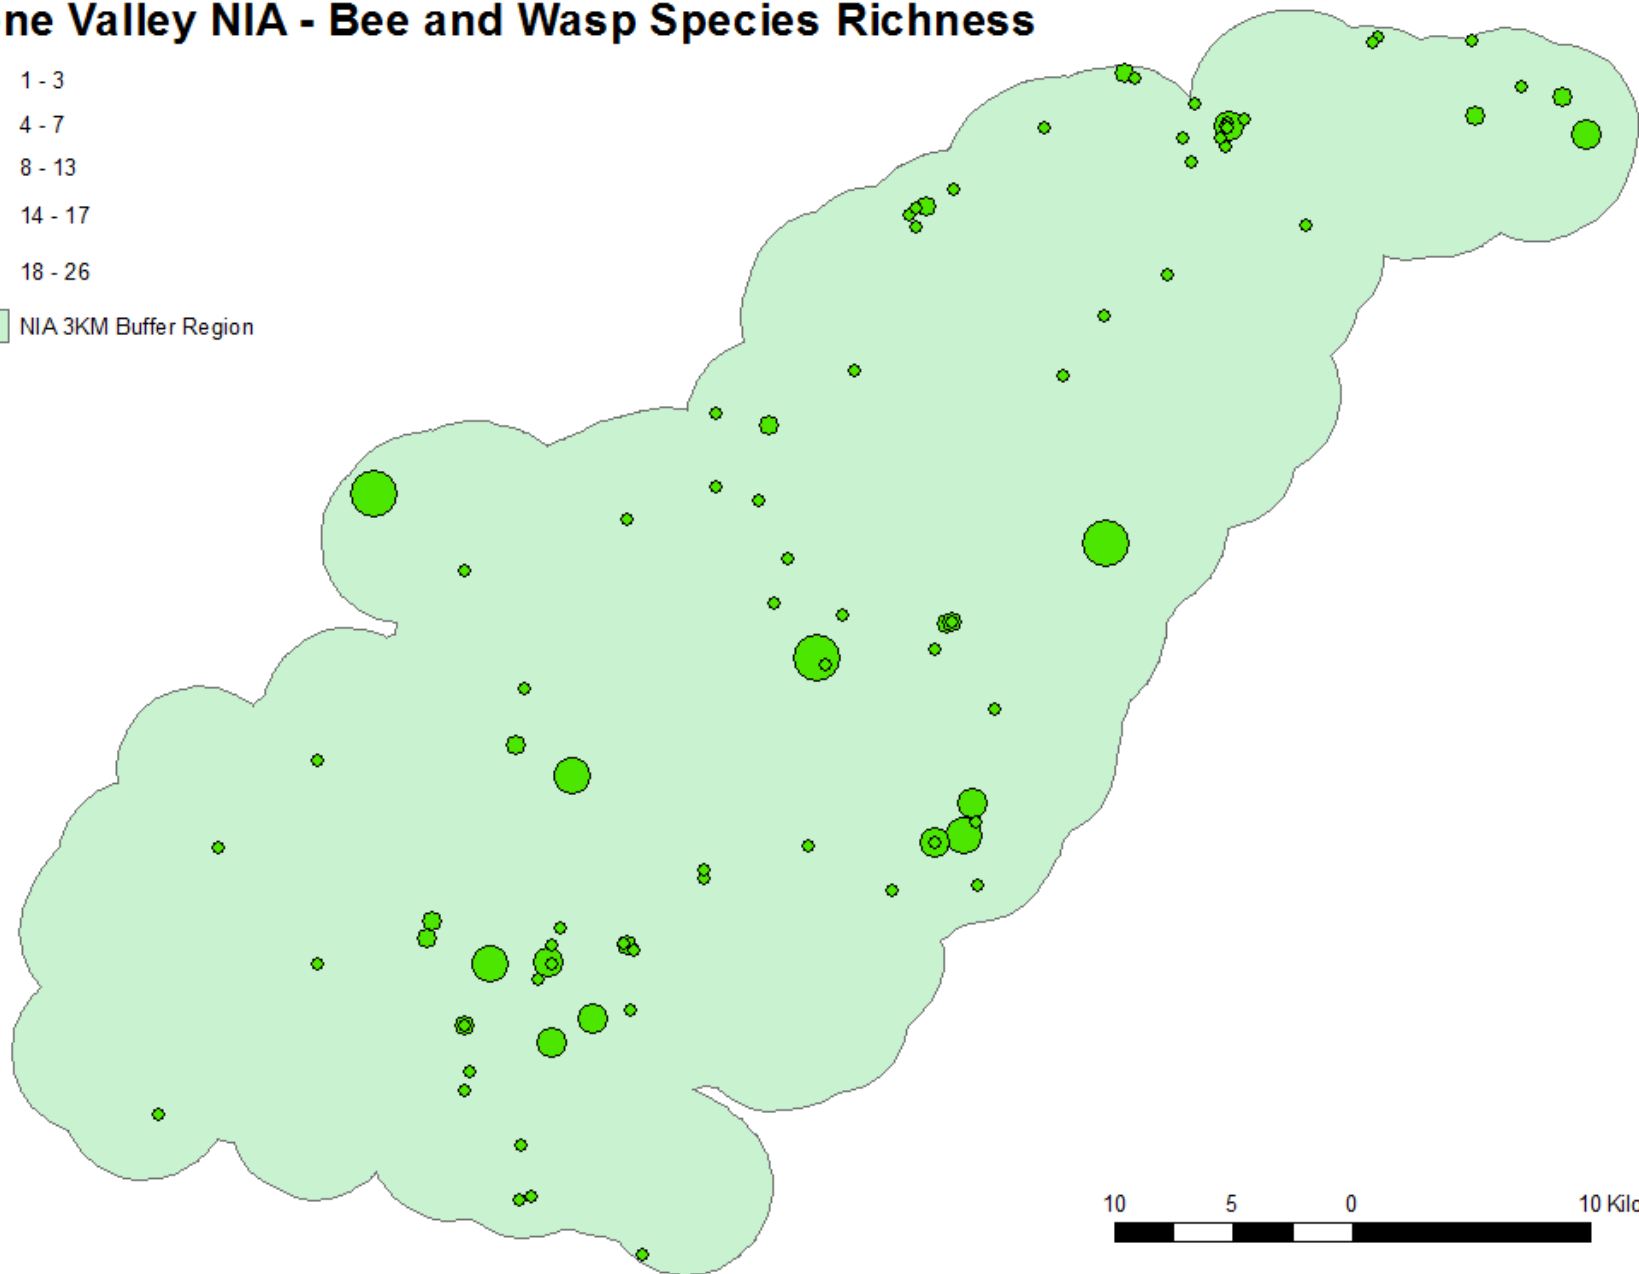 ne Valley NIA - Bee and Wasp Species Richness
1 - 3
4 - 7
8 - 13
14 - 17
18 - 26
NIA 3KM Buffer Region
10 5 0 10 Kilo